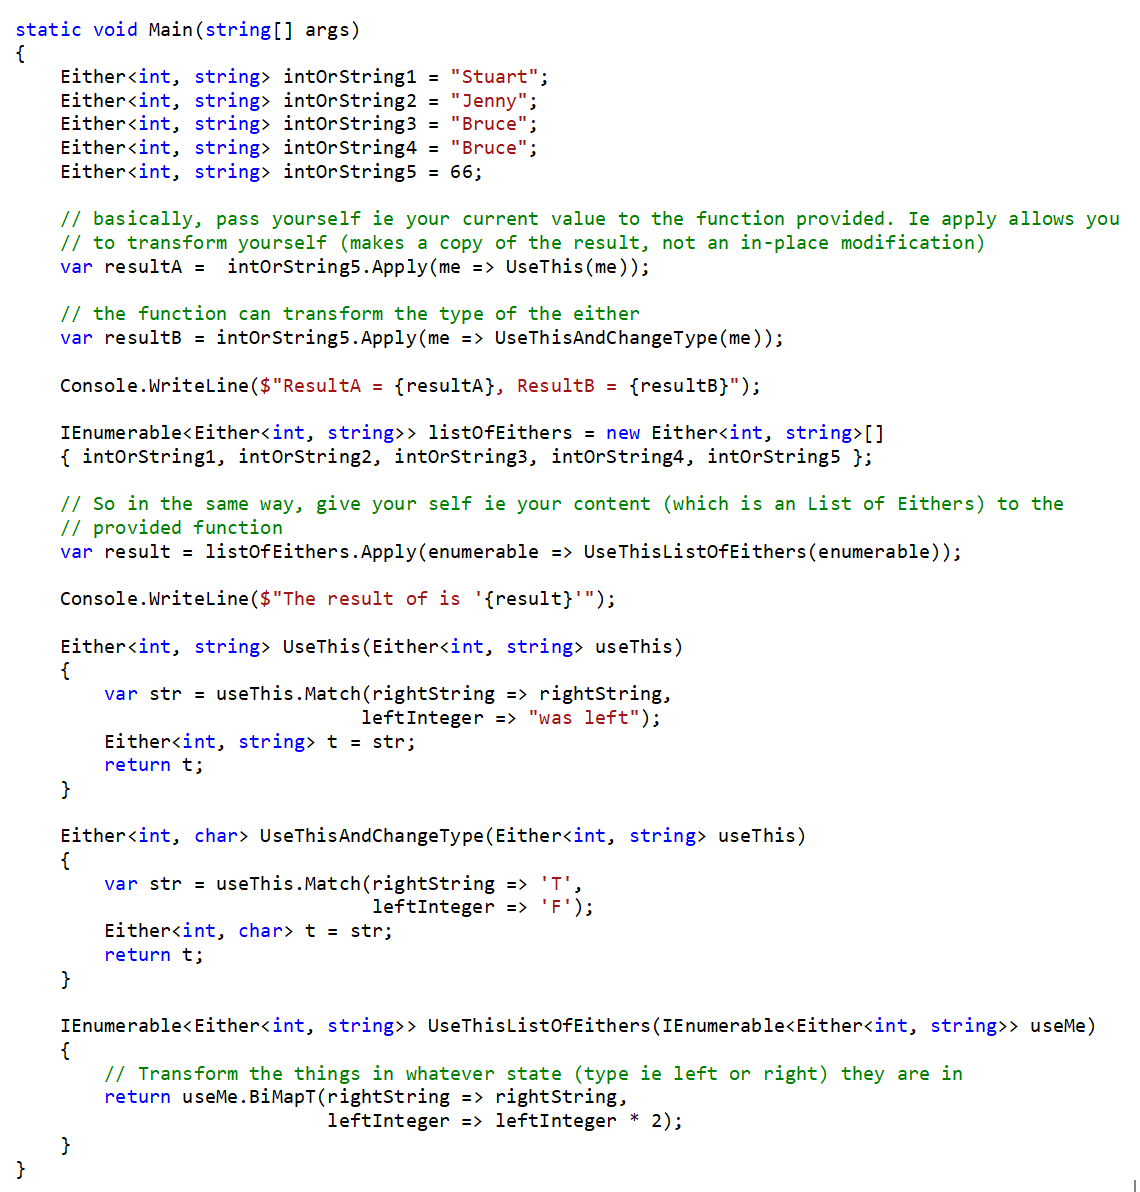 static void Main(string[] args)
{
    Either<int, string> intOrString1 = "Stuart";
    Either<int, string> intOrString2 = "Jenny";
    Either<int, string> intOrString3 = "Bruce";
    Either<int, string> intOrString4 = "Bruce";
    Either<int, string> intOrString5 = 66;

    // basically, pass yourself ie your current value to the function provided. Ie apply allows you
    // to transform yourself (makes a copy of the result, not an in-place modification)
    var resultA =  intOrString5.Apply(me => UseThis(me));

    // the function can transform the type of the either
    var resultB = intOrString5.Apply(me => UseThisAndChangeType(me));

    Console.WriteLine($"ResultA = {resultA}, ResultB = {resultB}");

    IEnumerable<Either<int, string>> listOfEithers = new Either<int, string>[]
    { intOrString1, intOrString2, intOrString3, intOrString4, intOrString5 };

    // So in the same way, give your self ie your content (which is an List of Eithers) to the
    // provided function
    var result = listOfEithers.Apply(enumerable => UseThisListOfEithers(enumerable));

    Console.WriteLine($"The result of is '{result}'");

    Either<int, string> UseThis(Either<int, string> useThis)
    {
        var str = useThis.Match(rightString => rightString,
                               leftInteger => "was left");
        Either<int, string> t = str;
        return t;
    }

    Either<int, char> UseThisAndChangeType(Either<int, string> useThis)
    {
        var str = useThis.Match(rightString => 'T',
                                leftInteger => 'F');
        Either<int, char> t = str;
        return t;
    }

    IEnumerable<Either<int, string>> UseThisListOfEithers(IEnumerable<Either<int, string>> useMe)
    {
        // Transform the things in whatever state (type ie left or right) they are in
        return useMe.BiMapT(rightString => rightString,
                            leftInteger => leftInteger * 2);
    }
}